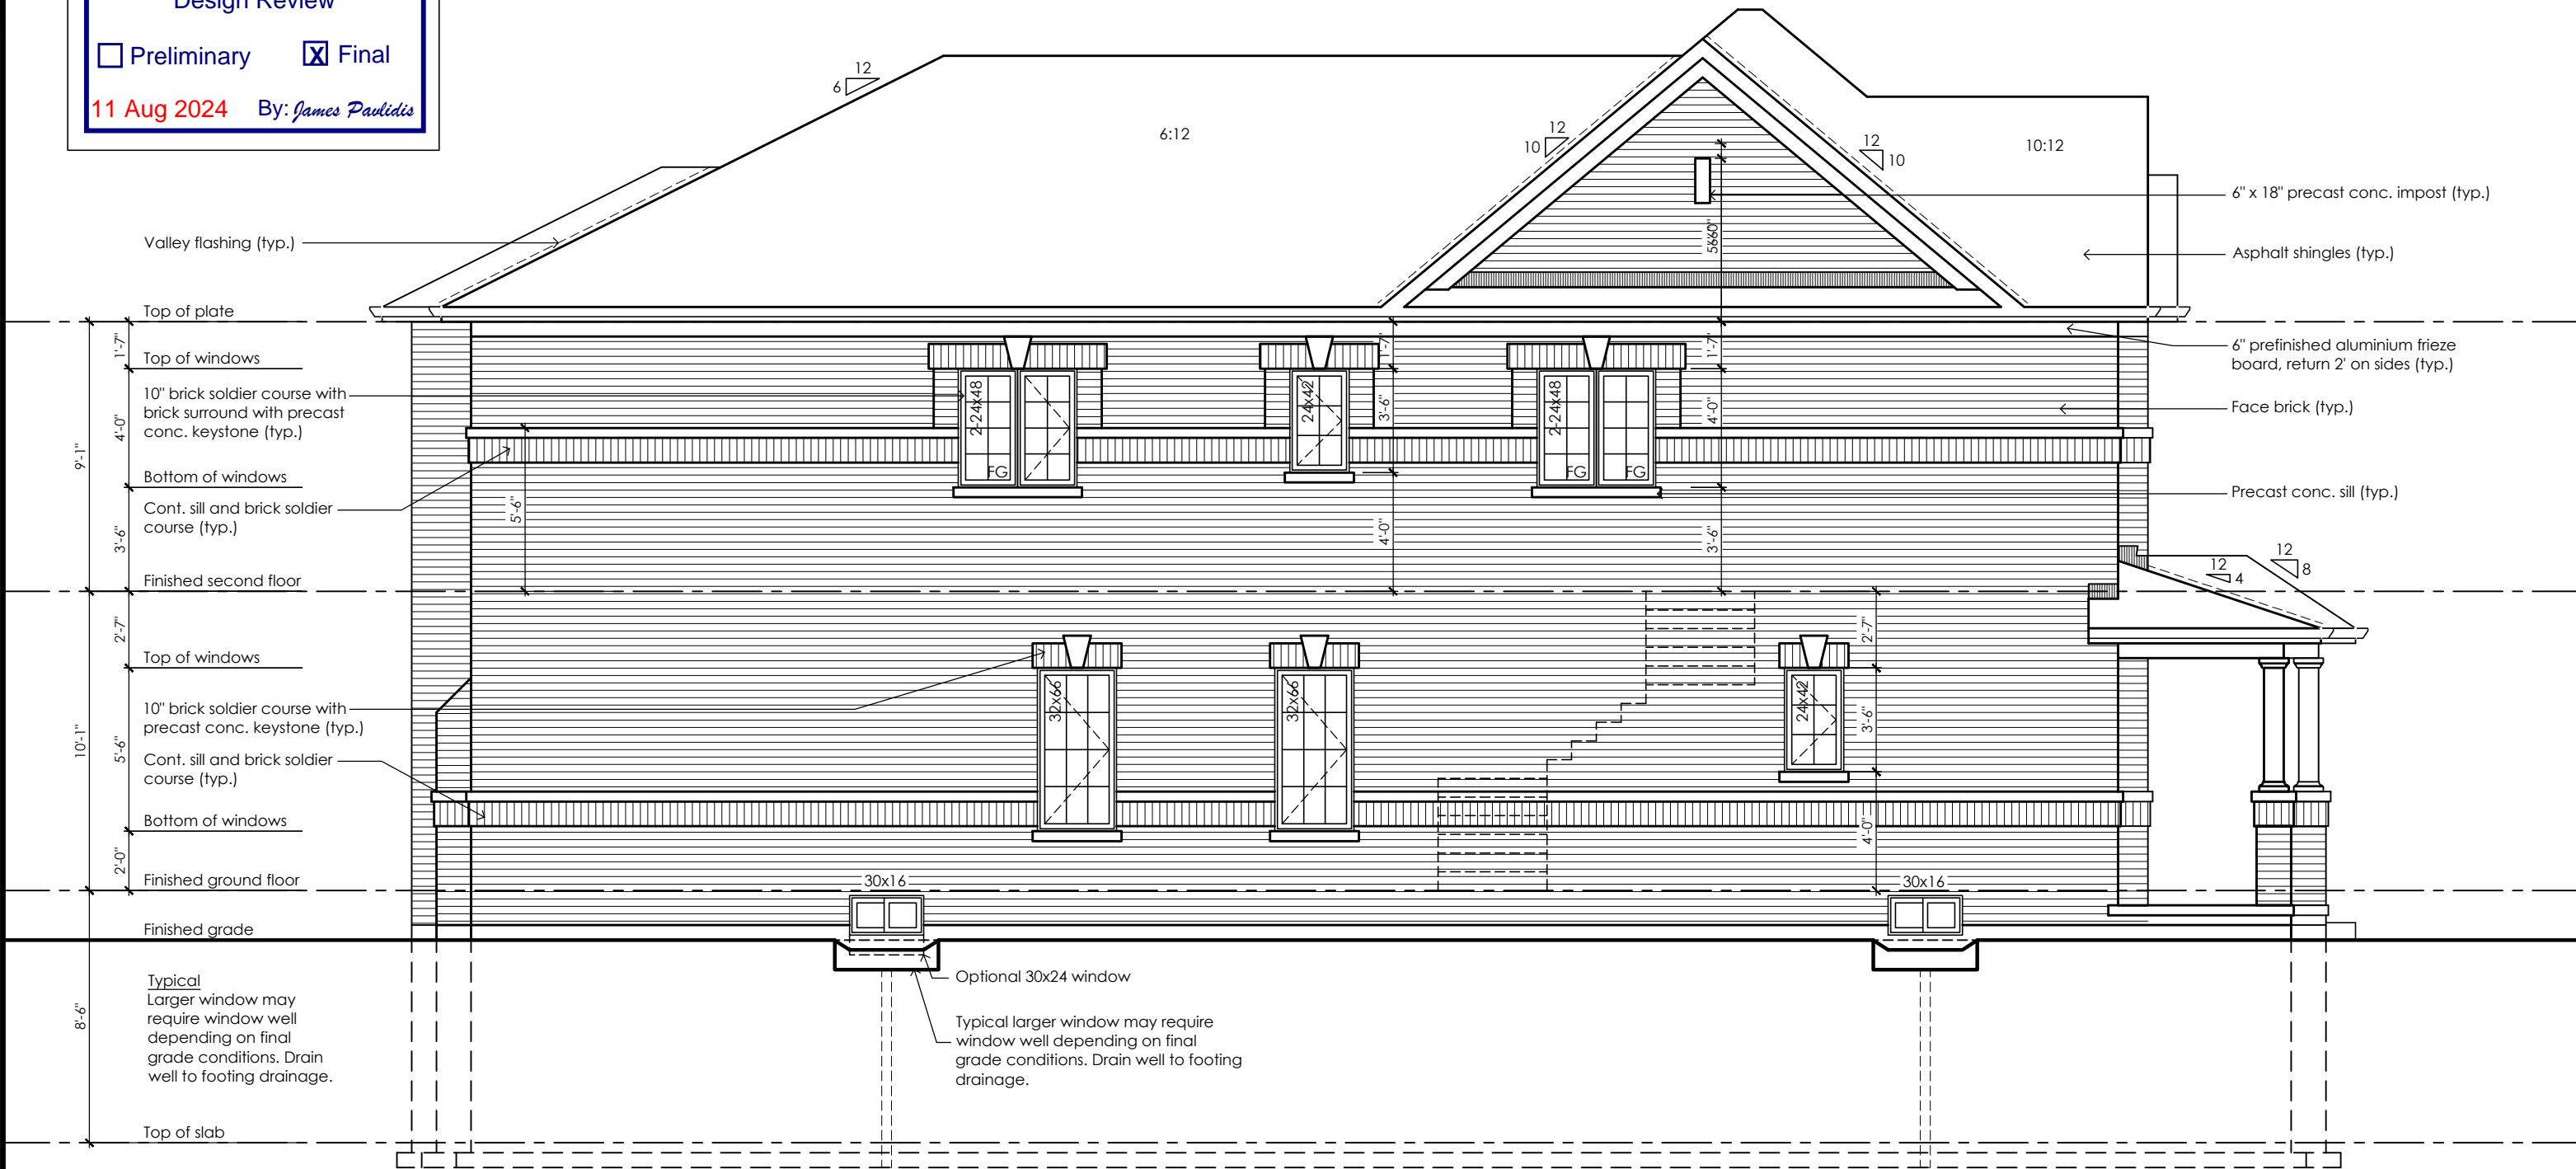 Design Review
Preliminary
X Final
11 Aug 2024 By: James Pavlidis
12
6
6:12
12
10
12
10
10:12
6" x 18" precast conc. impost (typ.)
Asphalt shingles (typ.)
6" prefinished aluminium frieze
board, return 2' on sides (typ.)
Face brick (typ.)
Precast conc. sill (typ.)
12
4
12
8
Valley flashing (typ.)
Top of plate
Top of windows
10" brick soldier course with
brick surround with precast
conc. keystone (typ.)
Bottom of windows
Cont. sill and brick soldier
course (typ.)
Finished second floor
Top of windows
10" brick soldier course with
precast conc. keystone (typ.)
Cont. sill and brick soldier
course (typ.)
Bottom of windows
Finished ground floor
Finished grade
Typical
Larger window may
require window well
depending on final
grade conditions. Drain
well to footing drainage.
Top of slab
9'-1"
10'-1"
8'-6"
1'-7"
4'-0"
3'-6"
2'-7"
5'-6"
2'-0"
5'-6"
2-24x48
FG
24x42
1'-7"
3'-6"
4'-0"
2-24x48
FG
FG
1'-7"
4'-0"
3'-6"
32x66
32x66
24x42
2'-7"
3'-6"
4'-0"
30x16
30x16
Optional 30x24 window
Typical larger window may require
window well depending on final
grade conditions. Drain well to footing
drainage.